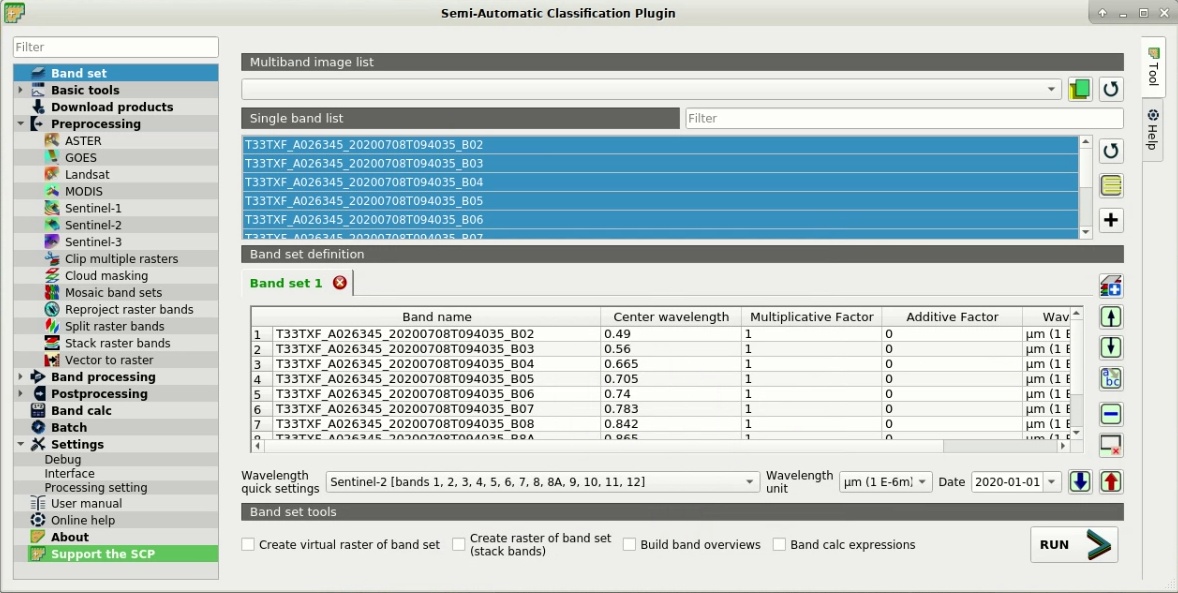 Semi-Automatic Classification Plugin
Filter
Band set
Basic tools
Download products
Preprocessing
ASTER
GOES
Landsat
MODIS
Sentinel-1
Sentinel-2
Sentinel-3
Clip multiple rasters
Cloud masking
Mosaic band sets
Reproject raster bands
Split raster bands
Stack raster bands
Vector to raster
Band processing
Postprocessing
Band calc
Batch
Settings
Debug
Interface
Processing setting
User manual
Online help
About
Support the SCP
Multiband image list
Single band list
Filter
T33TXF_A026345_20200708T094035_B02
T33TXF_A026345_20200708T094035_B03
T33TXF_A026345_20200708T094035_B04
T33TXF_A026345_20200708T094035_B05
T33TXF_A026345_20200708T094035_B06
T33TXF_A026345_20200708T094035_B07
Band set definition
Band set 1
Band name Center wavelength Multiplicative Factor Additive Factor Wav
1 T33TXF_A026345_20200708T094035_B02 0.49 1 0 µm (1 E
2 T33TXF_A026345_20200708T094035_B03 0.56 1 0 µm (1 E
3 T33TXF_A026345_20200708T094035_B04 0.665 1 0 µm (1 E
4 T33TXF_A026345_20200708T094035_B05 0.705 1 0 µm (1 E
5 T33TXF_A026345_20200708T094035_B06 0.74 1 0 µm (1 E
6 T33TXF_A026345_20200708T094035_B07 0.783 1 0 µm (1 E
7 T33TXF_A026345_20200708T094035_B08 0.842 1 0 µm (1 E
8 T33TXF_A026345_20200708T094035_B8A 0.865 1 0 µm (1 E
a b
bc
Wavelength
quick settings
Sentinel-2 [bands 1, 2, 3, 4, 5, 6, 7, 8, 8A, 9, 10, 11, 12]
Wavelength
unit
µm (1 E-6m)
Date
2020-01-01
Band set tools
Create virtual raster of band set
Create raster of band set
(stack bands)
Build band overviews
Band calc expressions
RUN
Tool
Help